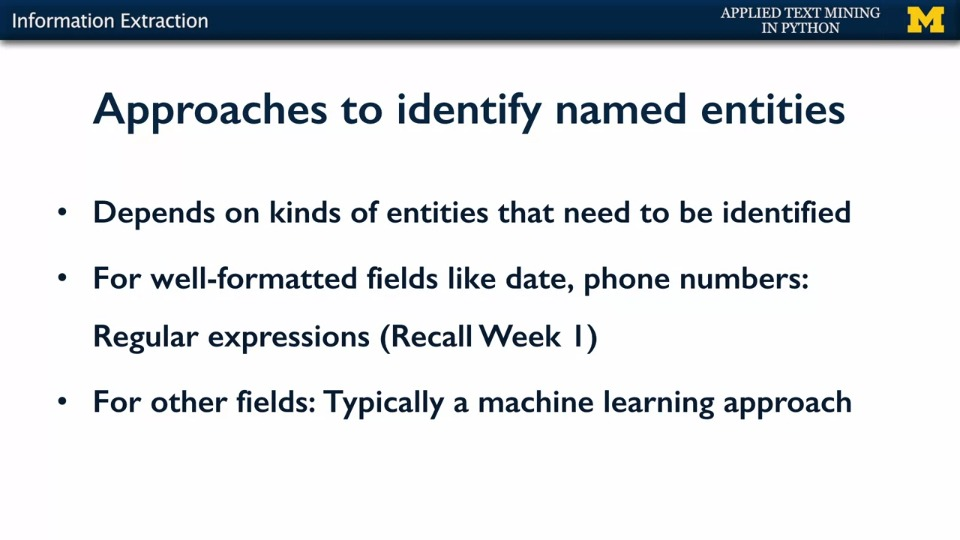 Information Extraction
APPLIED TEXT MINING
IN PYTHON
M
Approaches to identify named entities
• Depends on kinds of entities that need to be identified
• For well-formatted fields like date, phone numbers:
Regular expressions (Recall Week 1)
• For other fields: Typically a machine learning approach